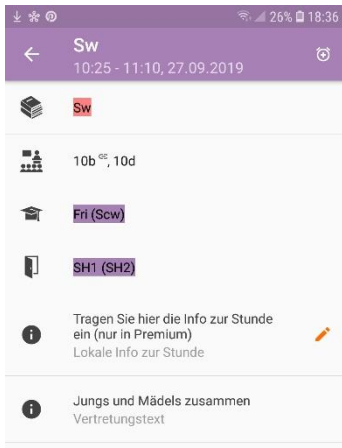 26% 18:36
Sw
10:25 - 11:10, 27.09.2019
Sw
10b GE, 10d
Fri (Scw)
SH1 (SH2)
Tragen Sie hier die Info zur Stunde
ein (nur in Premium)
Lokale Info zur Stunde
Jungs und Mädels zusammen
Vertretungstext